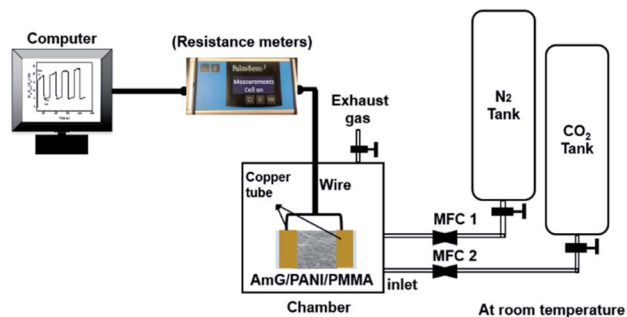 Computer
(Resistance meters)
PalmSens
Measurements
Cell on
Exhaust
gas
N2
Tank
CO2
Tank
Copper
tube
Wire
MFC 1
MFC 2
inlet
AmG/PANI/PMMA
Chamber
At room temperature